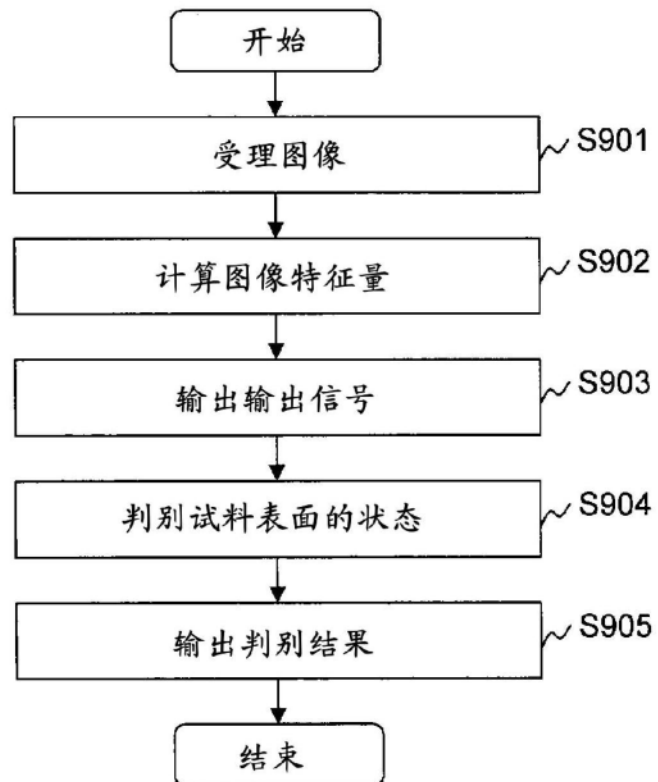 开始
受理图像
S901
计算图像特征量
S902
输出输出信号
S903
判别试料表面的状态
S904
输出判别结果
S905
结束